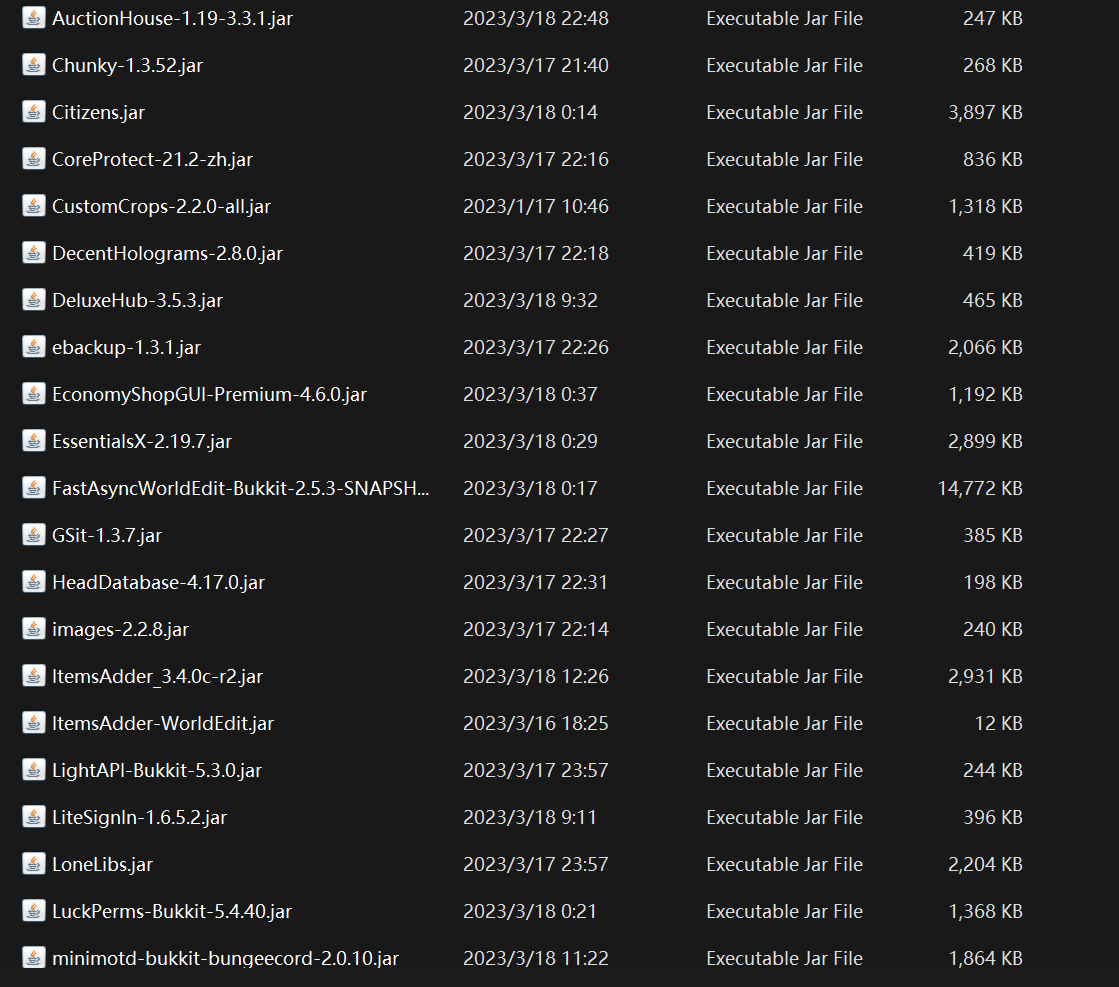 AuctionHouse-1.19-3.3.1.jar 2023/3/18 22:48 Executable Jar File 247 KB
Chunky-1.3.52.jar 2023/3/17 21:40 Executable Jar File 268 KB
Citizens.jar 2023/3/18 0:14 Executable Jar File 3,897 KB
CoreProtect-21.2-zh.jar 2023/3/17 22:16 Executable Jar File 836 KB
CustomCrops-2.2.0-all.jar 2023/1/17 10:46 Executable Jar File 1,318 KB
DecentHolograms-2.8.0.jar 2023/3/17 22:18 Executable Jar File 419 KB
DeluxeHub-3.5.3.jar 2023/3/18 9:32 Executable Jar File 465 KB
ebackup-1.3.1.jar 2023/3/17 22:26 Executable Jar File 2,066 KB
EconomyShopGUI-Premium-4.6.0.jar 2023/3/18 0:37 Executable Jar File 1,192 KB
EssentialsX-2.19.7.jar 2023/3/18 0:29 Executable Jar File 2,899 KB
FastAsyncWorldEdit-Bukkit-2.5.3-SNAPSH... 2023/3/18 0:17 Executable Jar File 14,772 KB
GSit-1.3.7.jar 2023/3/17 22:27 Executable Jar File 385 KB
HeadDatabase-4.17.0.jar 2023/3/17 22:31 Executable Jar File 198 KB
images-2.2.8.jar 2023/3/17 22:14 Executable Jar File 240 KB
ItemsAdder_3.4.0c-r2.jar 2023/3/18 12:26 Executable Jar File 2,931 KB
ItemsAdder-WorldEdit.jar 2023/3/16 18:25 Executable Jar File 12 KB
LightAPI-Bukkit-5.3.0.jar 2023/3/17 23:57 Executable Jar File 244 KB
LiteSignIn-1.6.5.2.jar 2023/3/18 9:11 Executable Jar File 396 KB
LoneLibs.jar 2023/3/17 23:57 Executable Jar File 2,204 KB
LuckPerms-Bukkit-5.4.40.jar 2023/3/18 0:21 Executable Jar File 1,368 KB
minimotd-bukkit-bungeecord-2.0.10.jar 2023/3/18 11:22 Executable Jar File 1,864 KB